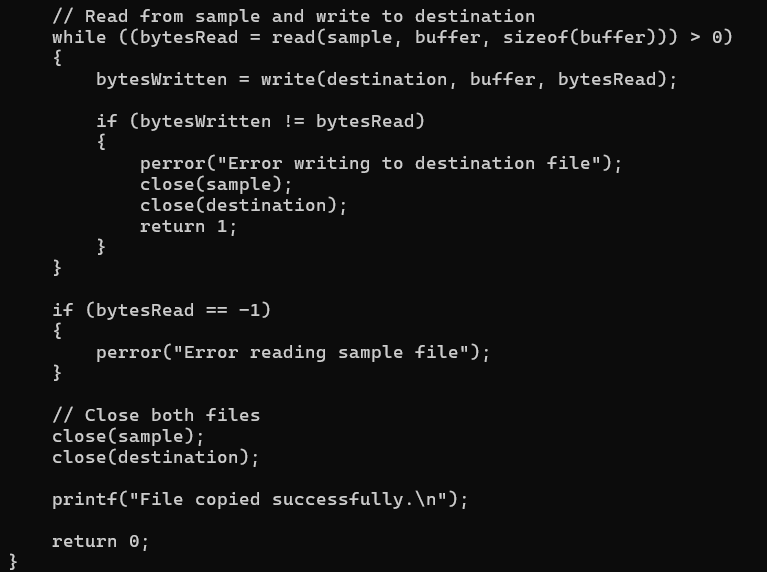 // Read from sample and write to destination
while ((bytesRead = read(sample, buffer, sizeof(buffer))) > 0)
{
bytesWritten = write(destination, buffer, bytesRead);
if (bytesWritten != bytesRead)
{
perror("Error writing to destination file");
close(sample);
close(destination);
return 1;
}
}
if (bytesRead == -1)
{
perror("Error reading sample file");
}
// Close both files
close(sample);
close(destination);
printf("File copied successfully.\n");
return 0;
}